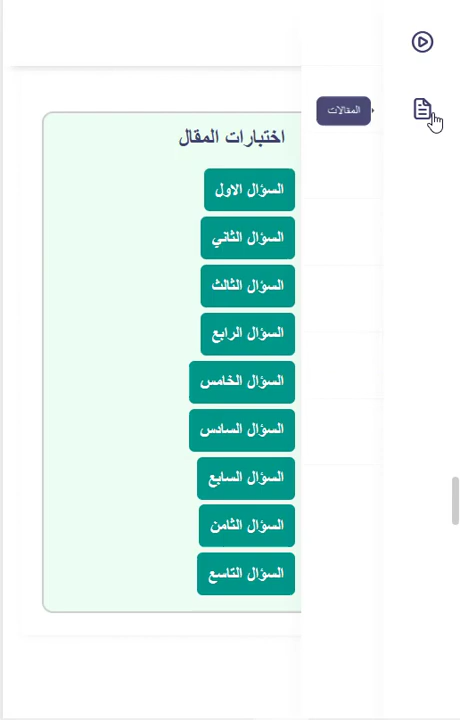 المقالات
اختبارات المقال
السؤال الاول
السؤال الثاني
السؤال الثالث
السؤال الرابع
السؤال الخامس
السؤال السادس
السؤال السابع
السؤال الثامن
السؤال التاسع